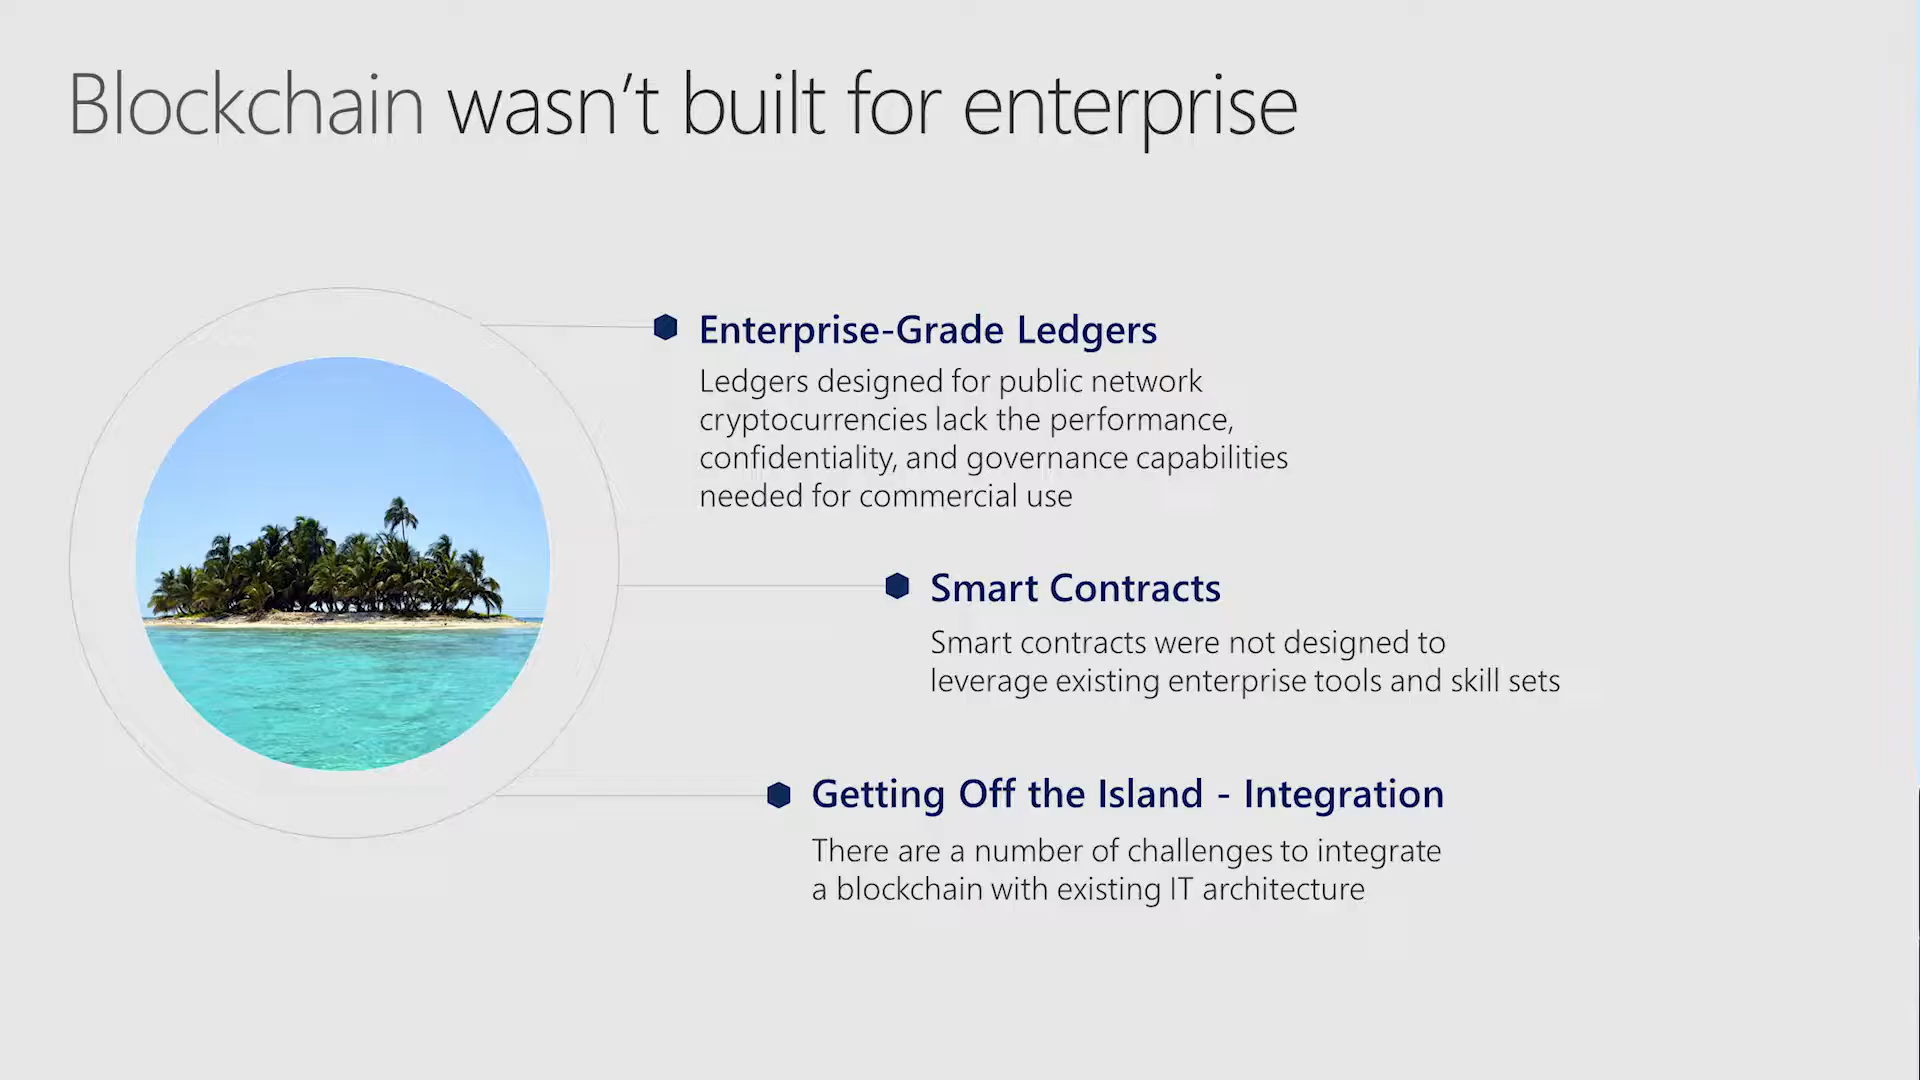 Blockchain wasn’t built for enterprise
Enterprise-Grade Ledgers
Ledgers designed for public network
cryptocurrencies lack the performance,
confidentiality, and governance capabilities
needed for commercial use
Smart Contracts
Smart contracts were not designed to
leverage existing enterprise tools and skill sets
Getting Off the Island - Integration
There are a number of challenges to integrate
a blockchain with existing IT architecture